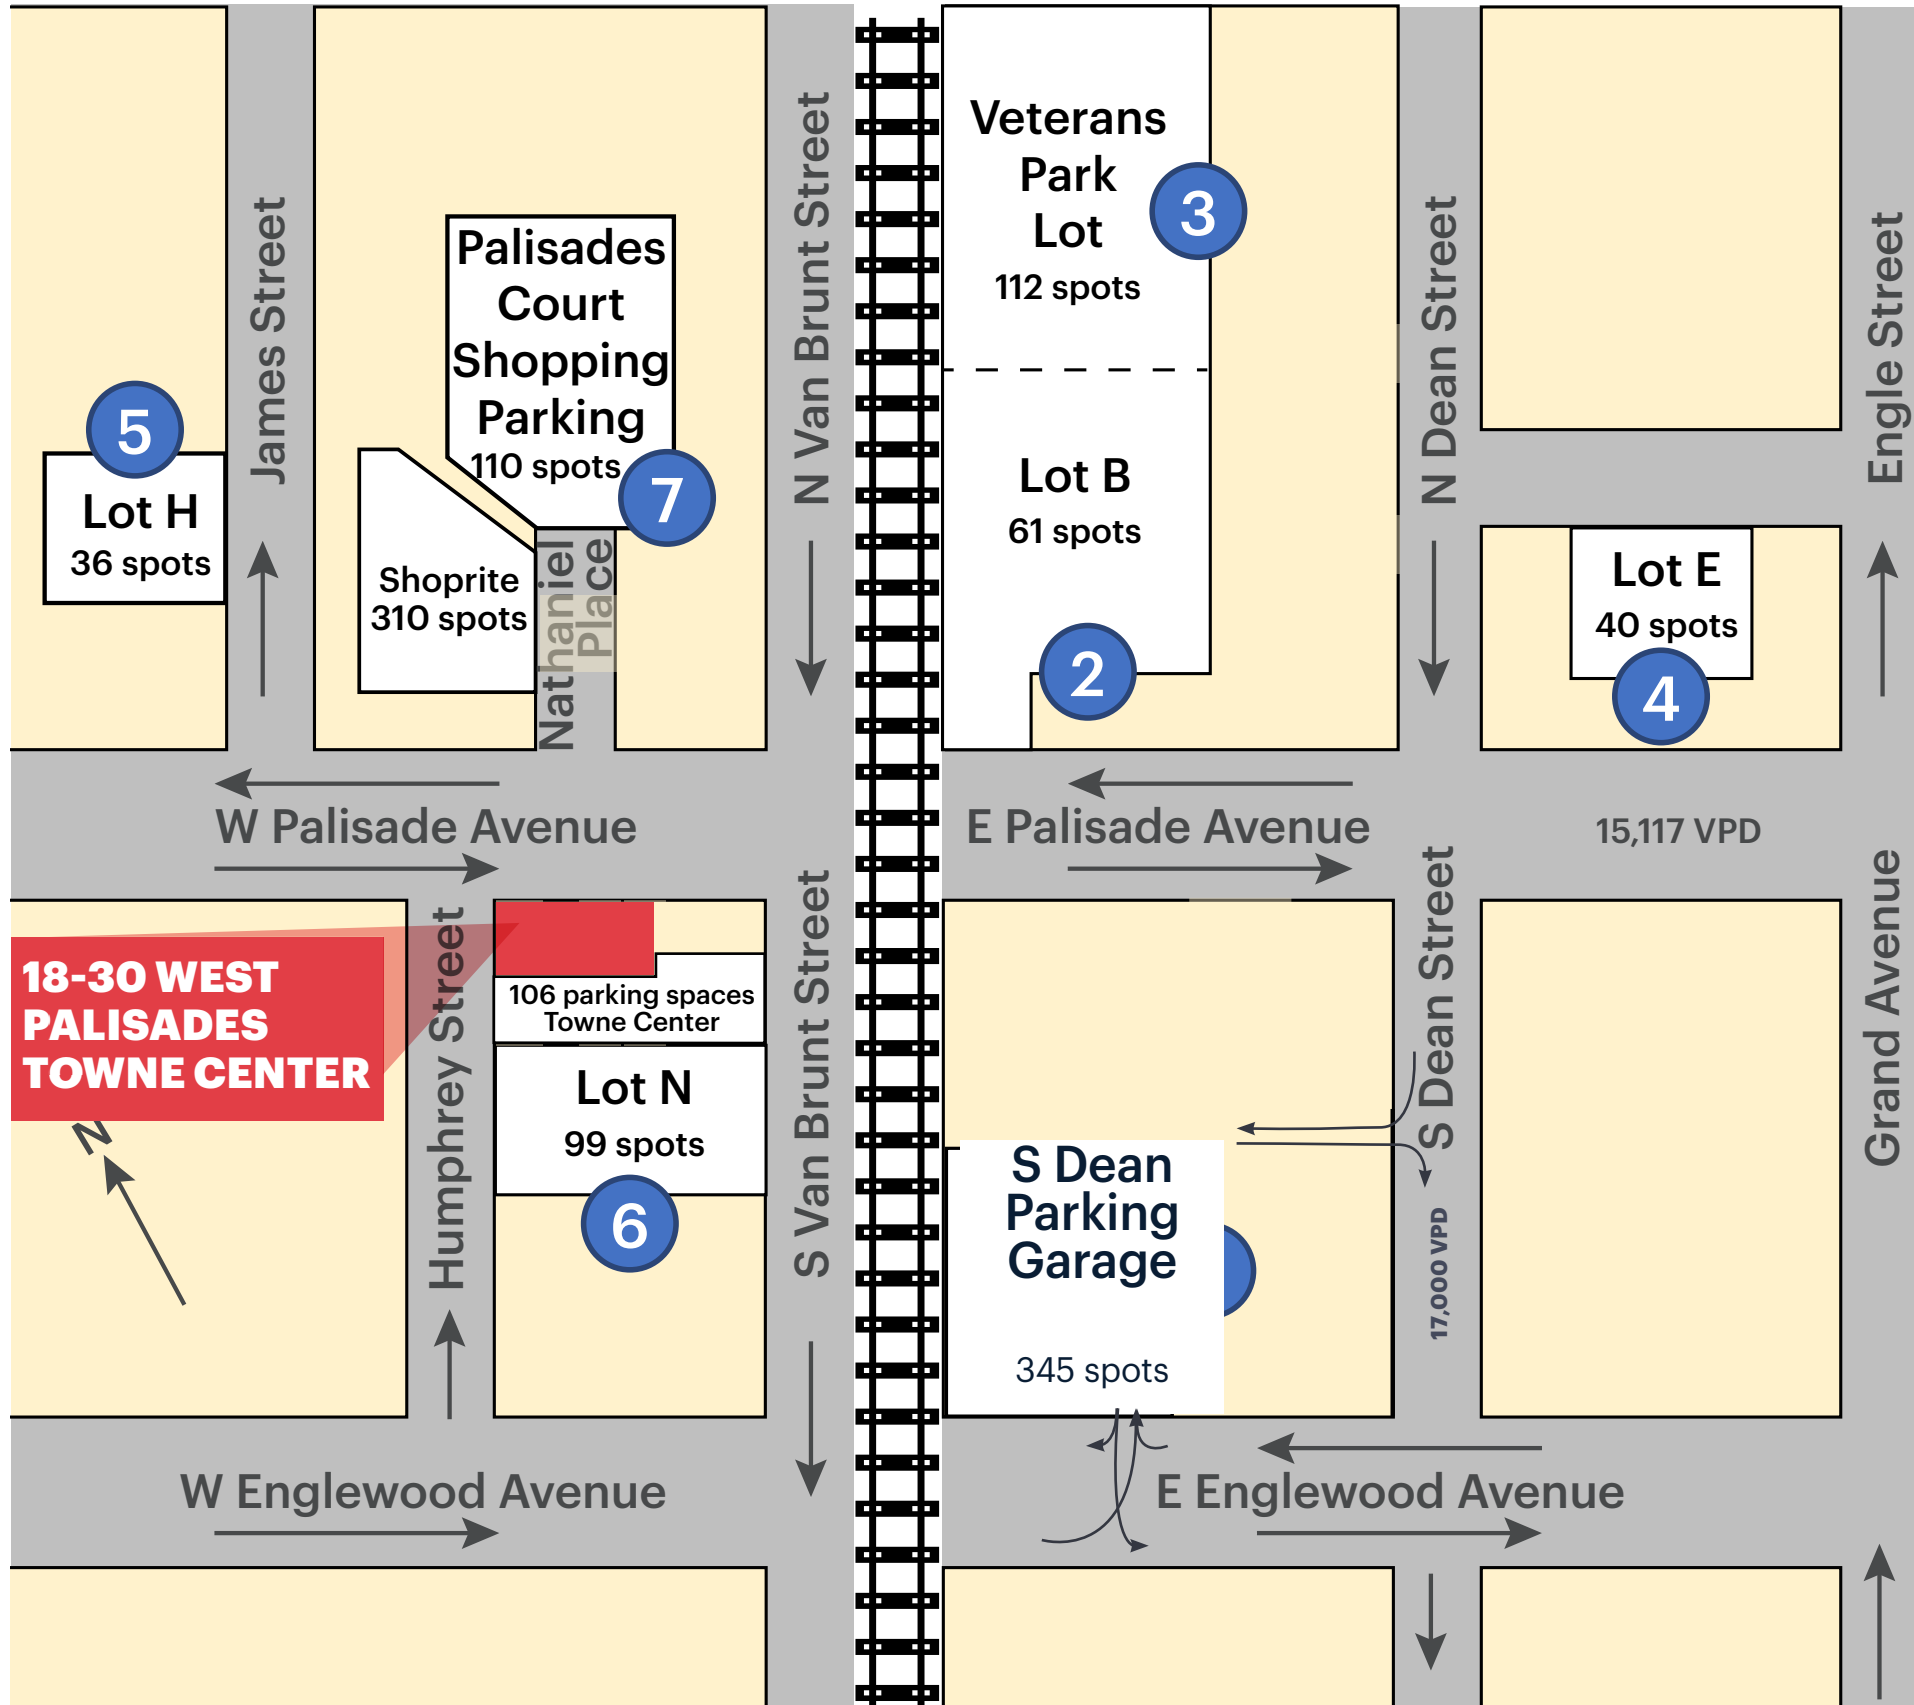 James Street
Palisades
Court
Shopping
Parking
110 spots
7
5
Lot H
36 spots
Shoprite
310 spots
Nathaniel
Place
N Van Brunt Street
Veterans
Park
Lot
112 spots
3
Lot B
61 spots
2
N Dean Street
Engle Street
Lot E
40 spots
4
W Palisade Avenue
E Palisade Avenue
15,117 VPD
18-30 WEST
PALISADES
TOWNE CENTER
N
Humphrey Street
106 parking spaces
Towne Center
Lot N
99 spots
6
S Van Brunt Street
S Dean
Parking
Garage
345 spots
S Dean Street
17,000 VPD
Grand Avenue
W Englewood Avenue
E Englewood Avenue